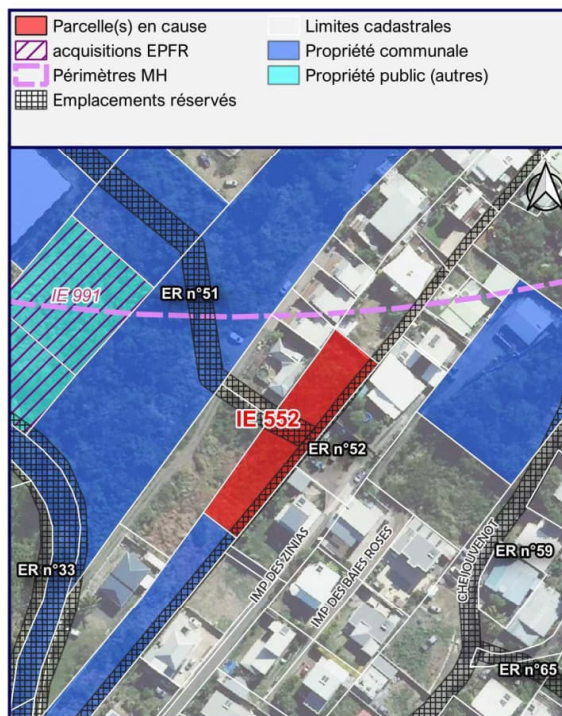 Parcelle(s) en cause
Limites cadastrales
acquisitions EPFR
Propriété communale
Périmètres MH
Propriété public (autres)
Emplacements réservés
IE 991
ER n°51
IE 552
ER n°52
IMP DES ZINIAS
IMP DES BAIES ROSES
CHE JOUVENOT
ER n°59
ER n°33
ER n°65